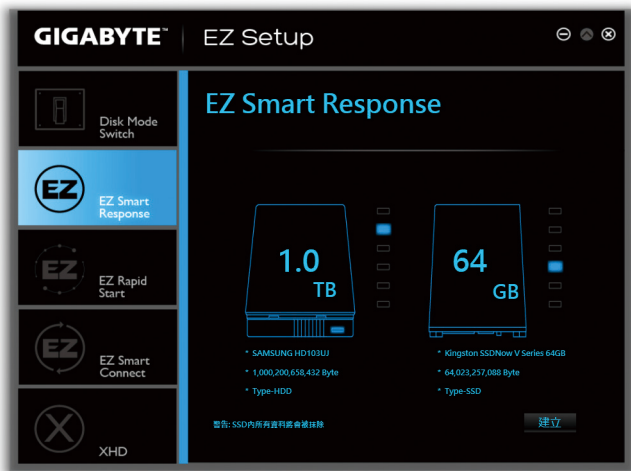 GIGABYTE™ EZ Setup
Disk Mode
Switch
EZ
EZ Smart
Response
EZ
EZ Rapid
Start
EZ
EZ Smart
Connect
X
XHD
EZ Smart Response
1.0
TB
* SAMSUNG HD103UJ
* 1,000,200,658,432 Byte
* Type-HDD
64
GB
* Kingston SSDNow V Series 64GB
* 64,023,257,088 Byte
* Type-SSD
警告: SSD內所有資料將會被抹除
建立